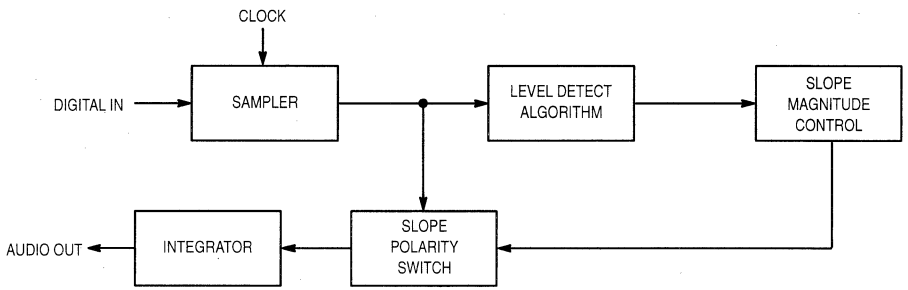 CLOCK
DIGITAL IN
SAMPLER
LEVEL DETECT
ALGORITHM
SLOPE
MAGNITUDE
CONTROL
AUDIO OUT
INTEGRATOR
SLOPE
POLARITY
SWITCH